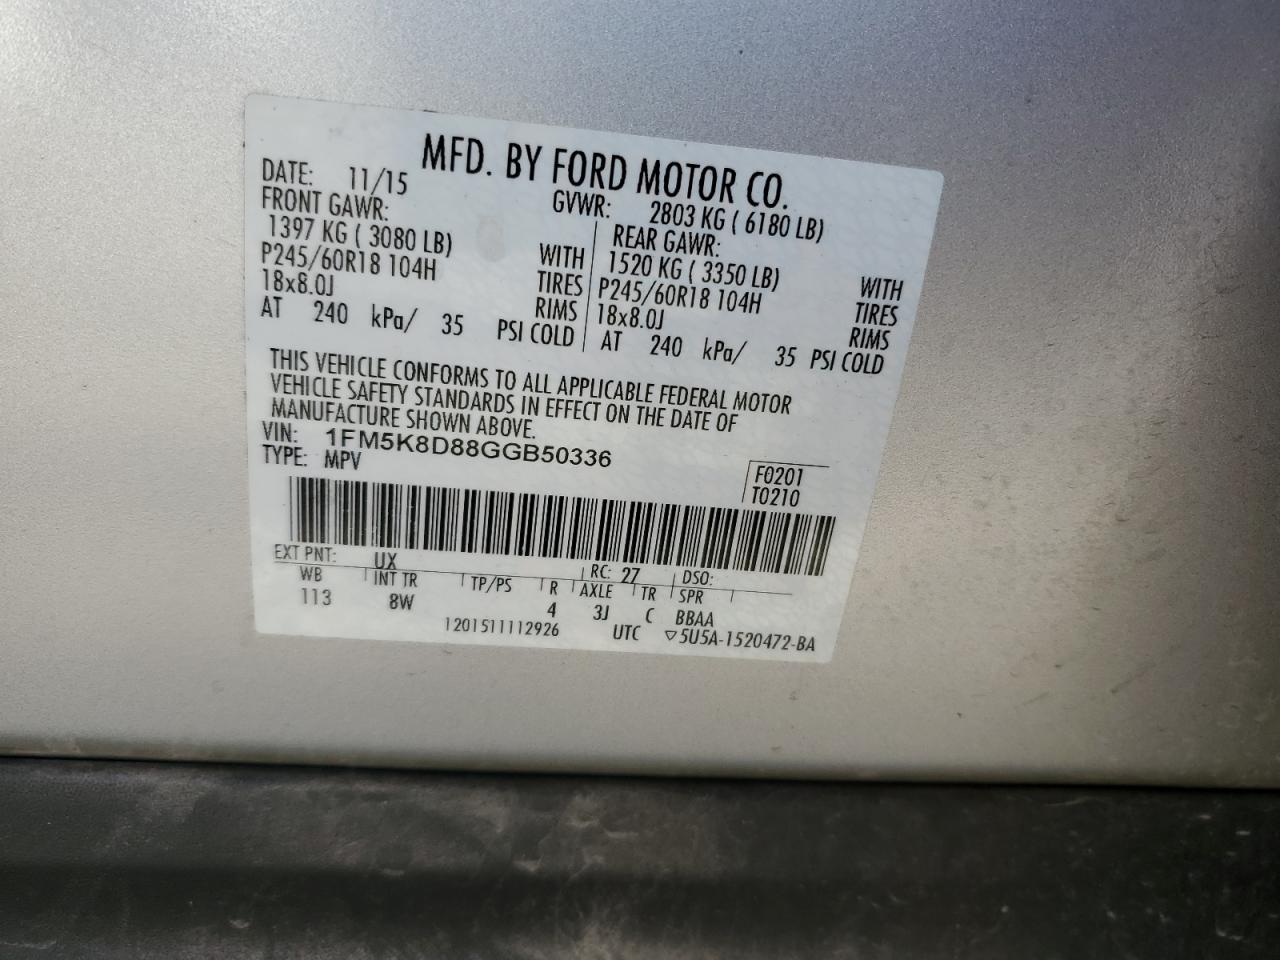 MFD. BY FORD MOTOR CO.
DATE: 11/15
GVWR: 2803 KG ( 6180 LB)
FRONT GAWR:
1397 KG ( 3080 LB) WITH
P245/60R18 104H TIRES
18x8.0J RIMS
AT 240 kPa/ 35 PSI COLD
REAR GAWR:
1520 KG ( 3350 LB) WITH
P245/60R18 104H TIRES
18x8.0J RIMS
AT 240 kPa/ 35 PSI COLD
THIS VEHICLE CONFORMS TO ALL APPLICABLE FEDERAL MOTOR
VEHICLE SAFETY STANDARDS IN EFFECT ON THE DATE OF
MANUFACTURE SHOWN ABOVE.
VIN: 1FM5K8D88GGB50336
TYPE: MPV
F0201
T0210
EXT PNT: UX RC: 27 DSO:
WB INT TR TP/PS R AXLE TR SPR
113 8W 4 3J C BBAA
1201511112926 UTC ▽5U5A-1520472-BA